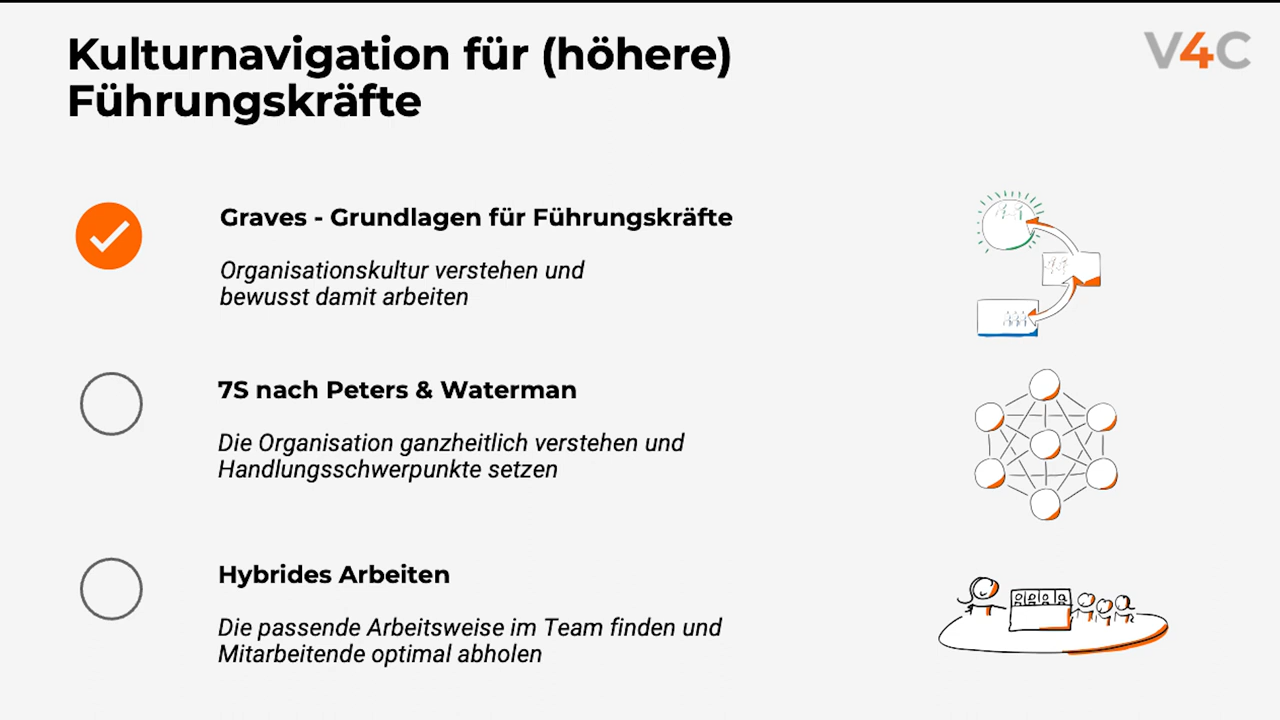 Kulturnavigation für (höhere)
Führungskräfte
V4C
Graves - Grundlagen für Führungskräfte
Organisationskultur verstehen und
bewusst damit arbeiten
7S nach Peters & Waterman
Die Organisation ganzheitlich verstehen und
Handlungsschwerpunkte setzen
Hybrides Arbeiten
Die passende Arbeitsweise im Team finden und
Mitarbeitende optimal abholen